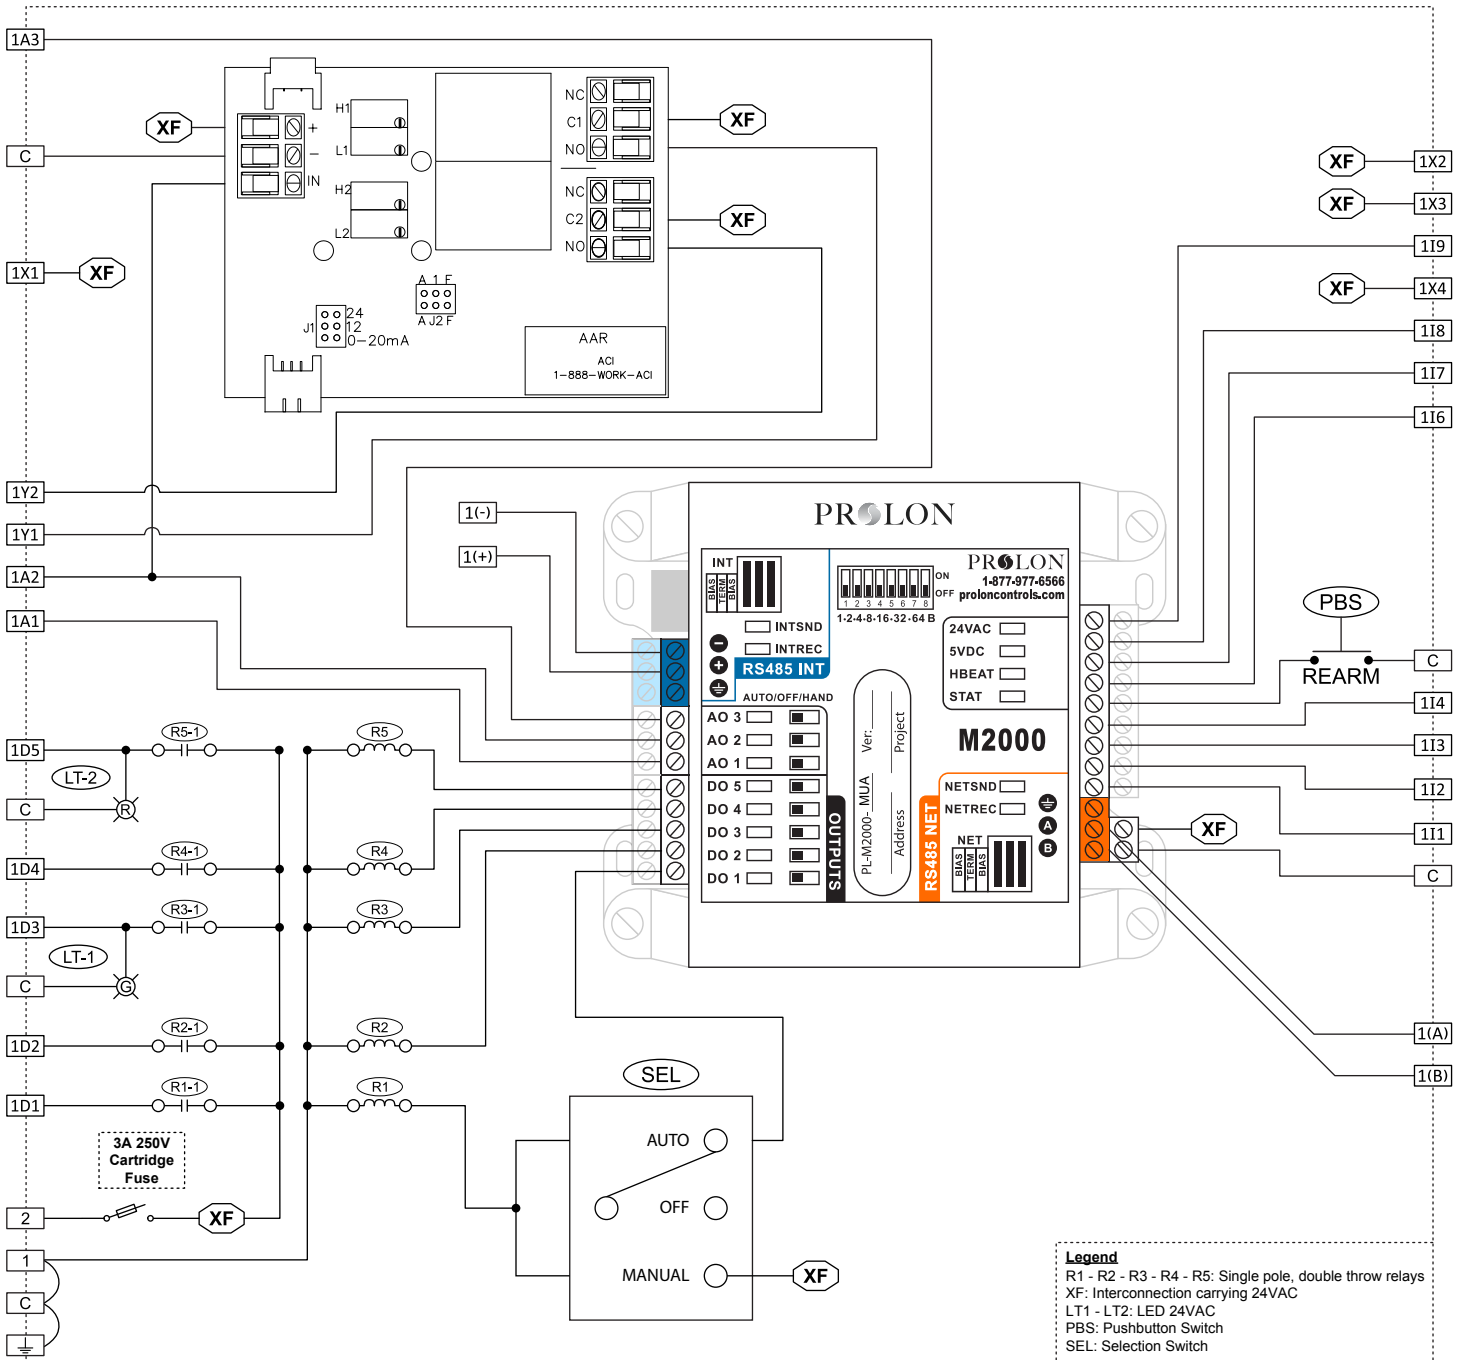 1A3
XF
C
1X1 XF
1Y2
1Y1
1A2
1A1
+
−
IN
H1
L1
H2
L2
NC
C1
NO
NC
C2
NO
XF
XF
A 1 F
A J2 F
J1
24
12
0-20mA
AAR
ACI
1-888-WORK-ACI
XF 1X2
XF 1X3
1I9
XF 1X4
1I8
1I7
1I6
1(-)
1(+)
PROLON
INT
BIAS
TERM
BIAS
INTSND
INTREC
RS485 INT
ON
OFF
1 2 3 4 5 6 7 8
1·2·4·8·16·32·64 B
PROLON
1-877-977-6566
proloncontrols.com
24VAC
5VDC
HBEAT
STAT
M2000
AUTO/OFF/HAND
AO 3
AO 2
AO 1
DO 5
DO 4
DO 3
DO 2
DO 1
OUTPUTS
PL-M2000- MUA Ver:
Address Project
NETSND
NETREC
A
B
RS485 NET
NET
BIAS
TERM
BIAS
PBS
REARM
C
1I4
1I3
1I2
1I1
XF
C
1(A)
1(B)
1D5
LT-2
C
R
R5-1
R5
1D4
R4-1
R4
1D3
LT-1
C
G
R3-1
R3
1D2
R2-1
R2
1D1
R1-1
R1
3A 250V
Cartridge
Fuse
2
XF
1
C
SEL
AUTO
OFF
MANUAL
XF
Legend
R1 - R2 - R3 - R4 - R5: Single pole, double throw relays
XF: Interconnection carrying 24VAC
LT1 - LT2: LED 24VAC
PBS: Pushbutton Switch
SEL: Selection Switch